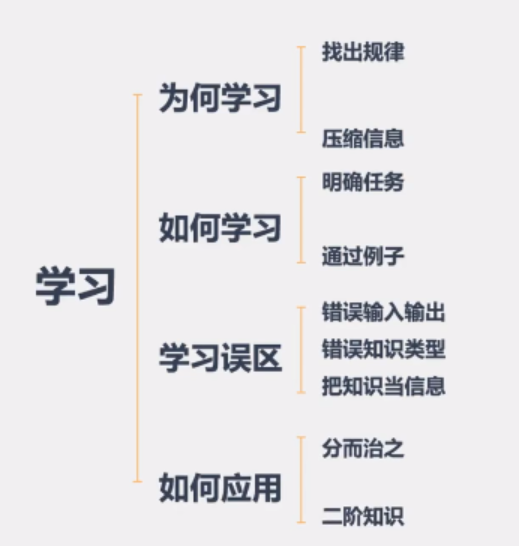 学习
为何学习
找出规律
压缩信息
如何学习
明确任务
通过例子
学习误区
错误输入输出
错误知识类型
把知识当信息
如何应用
分而治之
二阶知识